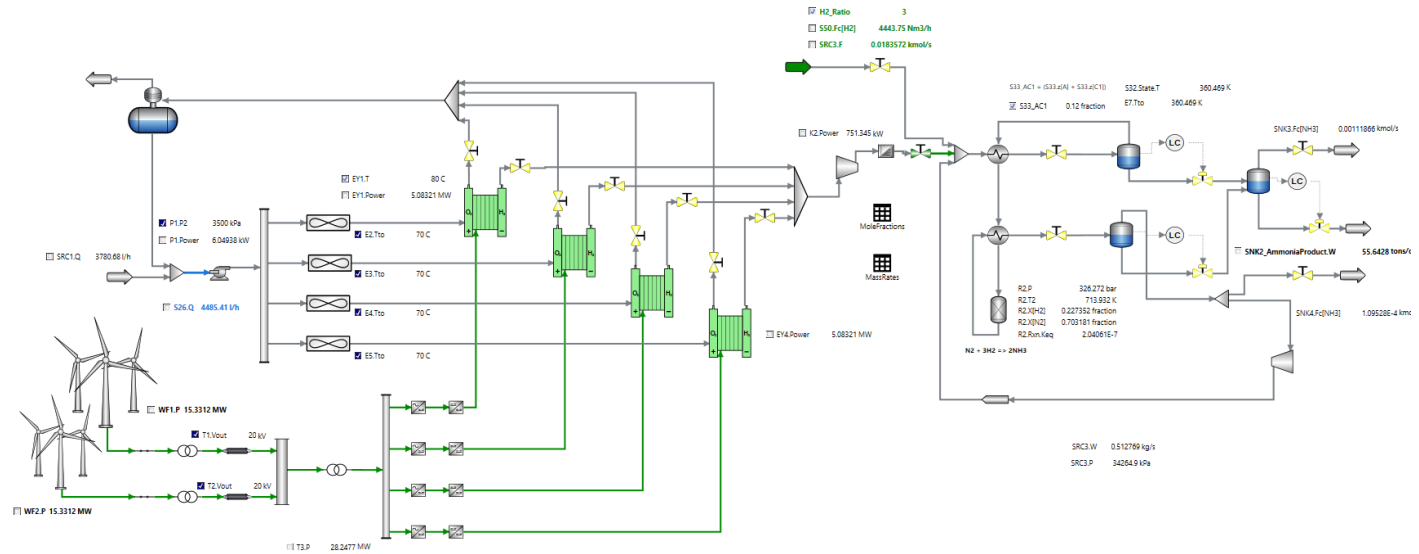 H2_Ratio 3
S50.Fc[H2] 4443.75 Nm3/h
SRC3.F 0.0183572 kmol/s
S33_AC1 + (S33.z[A] + S33.z[C1])
S33_AC1 0.12 fraction
S32.State.T 360.469 K
E7.Tto 360.469 K
K2.Power 751.345 kW
SNK3.Fc[NH3] 0.00111866 kmol/s
LC
LC
EY1.T 80 C
EY1.Power 5.08321 MW
MoleFractions
P1.P2 3500 kPa
P1.Power 6.04938 kW
E2.Tto 70 C
LC
SNK2_AmmoniaProduct.W 55.6428 tons/d
SRC1.Q 3780.68 l/h
E3.Tto 70 C
MassRates
S26.Q 4485.41 l/h
E4.Tto 70 C
R2.P 326.272 bar
R2.T2 713.932 K
R2.X[H2] 0.227352 fraction
R2.X[N2] 0.703181 fraction
R2.Rxn.Keq 2.04061E-7
SNK4.Fc[NH3] 1.09528E-4 kmo
EY4.Power 5.08321 MW
E5.Tto 70 C
N2 + 3H2 => 2NH3
WF1.P 15.3312 MW
T1.Vout 20 kV
T2.Vout 20 kV
WF2.P 15.3312 MW
T3.P 28.2477 MW
SRC3.W 0.512769 kg/s
SRC3.P 34264.9 kPa